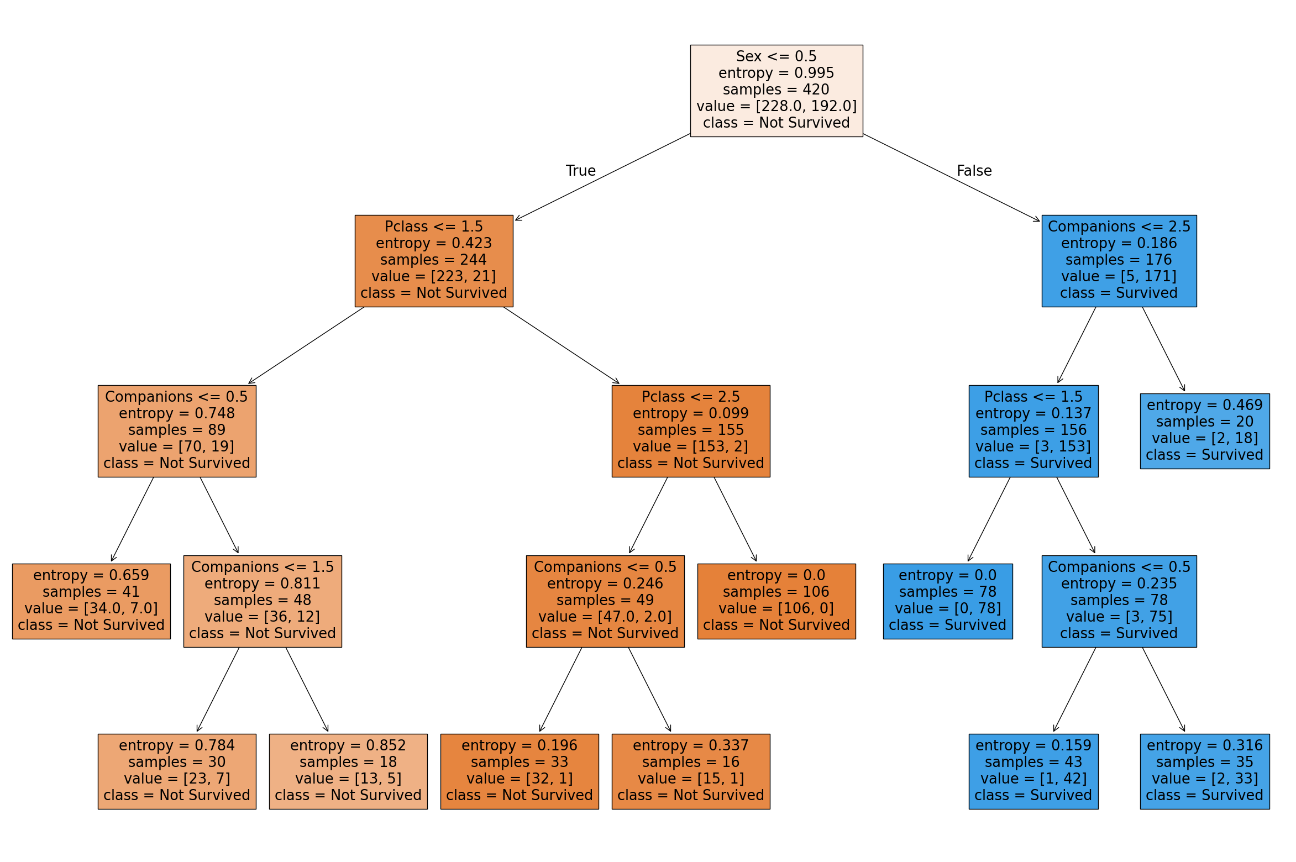 Sex <= 0.5
entropy = 0.995
samples = 420
value = [228.0, 192.0]
class = Not Survived
True
False
Pclass <= 1.5
entropy = 0.423
samples = 244
value = [223, 21]
class = Not Survived
Companions <= 2.5
entropy = 0.186
samples = 176
value = [5, 171]
class = Survived
Companions <= 0.5
entropy = 0.748
samples = 89
value = [70, 19]
class = Not Survived
Pclass <= 2.5
entropy = 0.099
samples = 155
value = [153, 2]
class = Not Survived
Pclass <= 1.5
entropy = 0.137
samples = 156
value = [3, 153]
class = Survived
entropy = 0.469
samples = 20
value = [2, 18]
class = Survived
entropy = 0.659
samples = 41
value = [34.0, 7.0]
class = Not Survived
Companions <= 1.5
entropy = 0.811
samples = 48
value = [36, 12]
class = Not Survived
Companions <= 0.5
entropy = 0.246
samples = 49
value = [47.0, 2.0]
class = Not Survived
entropy = 0.0
samples = 106
value = [106, 0]
class = Not Survived
entropy = 0.0
samples = 78
value = [0, 78]
class = Survived
Companions <= 0.5
entropy = 0.235
samples = 78
value = [3, 75]
class = Survived
entropy = 0.784
samples = 30
value = [23, 7]
class = Not Survived
entropy = 0.852
samples = 18
value = [13, 5]
class = Not Survived
entropy = 0.196
samples = 33
value = [32, 1]
class = Not Survived
entropy = 0.337
samples = 16
value = [15, 1]
class = Not Survived
entropy = 0.159
samples = 43
value = [1, 42]
class = Survived
entropy = 0.316
samples = 35
value = [2, 33]
class = Survived